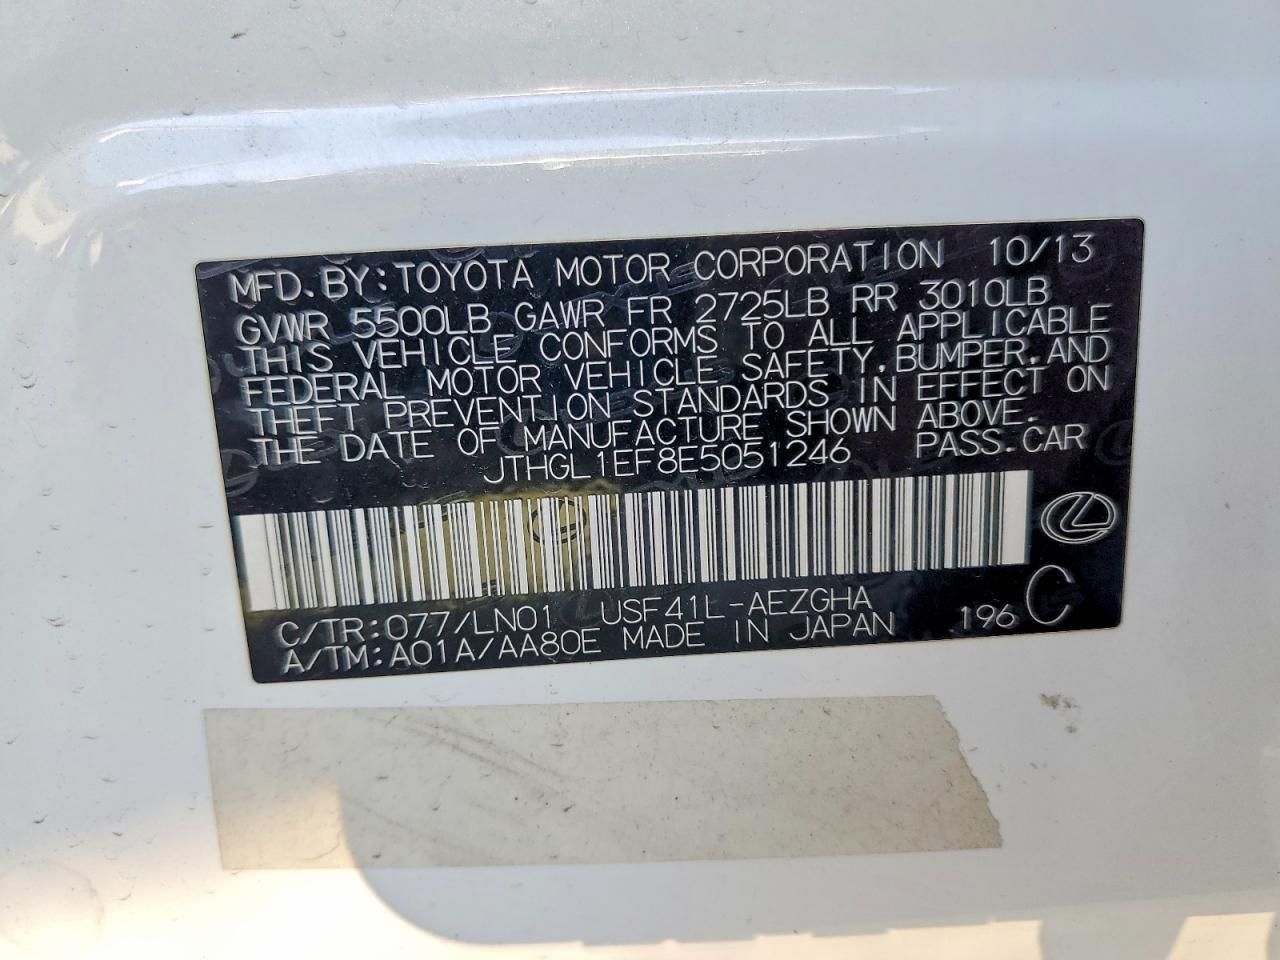 MFD. BY: TOYOTA MOTOR CORPORATION 10/13
GVWR 5500LB GAWR FR 2725LB RR 3010LB
THIS VEHICLE CONFORMS TO ALL APPLICABLE
FEDERAL MOTOR VEHICLE SAFETY, BUMPER, AND
THEFT PREVENTION STANDARDS IN EFFECT ON
THE DATE OF MANUFACTURE SHOWN ABOVE.
JTHGL1EF8E5051246 PASS. CAR
C/TR: 077/LN01 USF41L-AEZGHA
A/TM: A01A/AA80E MADE IN JAPAN 196 C